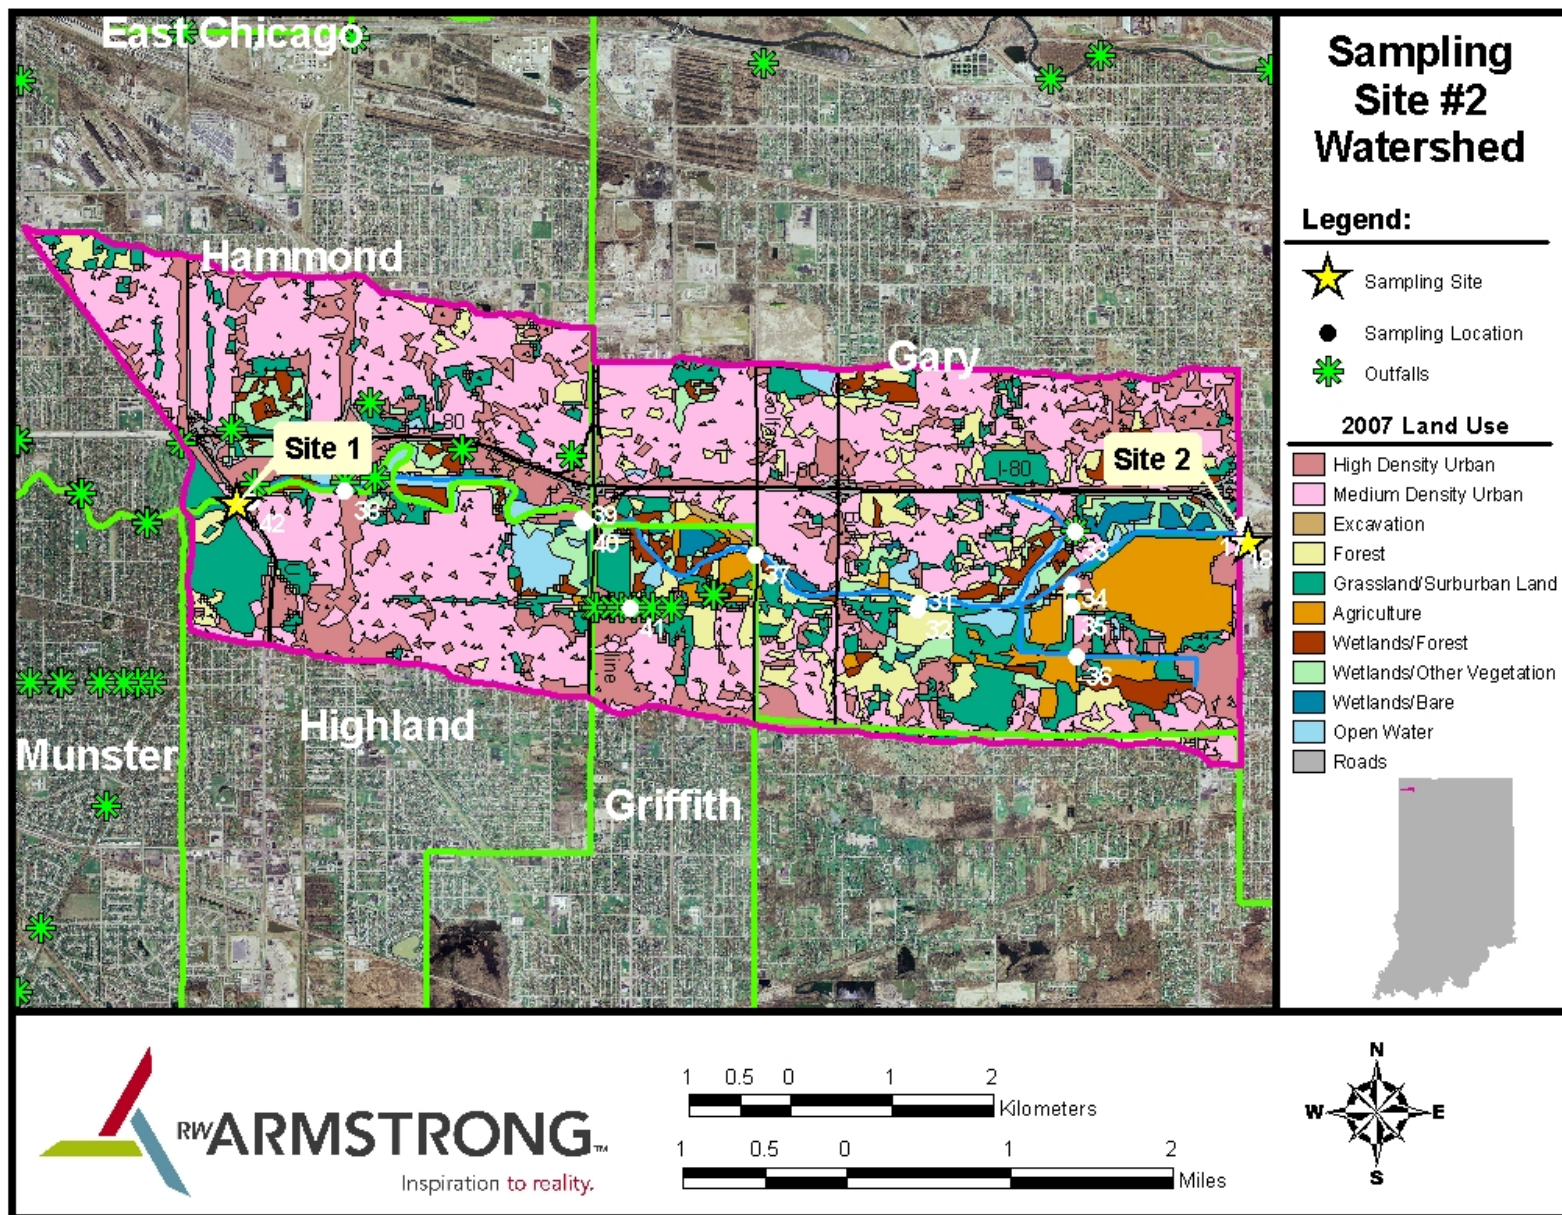 Sampling
Site #2
Watershed
Legend:
Sampling Site
Sampling Location
Outfalls
2007 Land Use
High Density Urban
Medium Density Urban
Excavation
Forest
Grassland/Surburban Land
Agriculture
Wetlands/Forest
Wetlands/Other Vegetation
Wetlands/Bare
Open Water
Roads
East Chicago
Hammond
Gary
Site 1
Site 2
I-80
42
38
39
40
41
37
31
32
33
34
35
36
18
Highland
Munster
Griffith
RWARMSTRONG™
Inspiration to reality.
1 0.5 0 1 2
Kilometers
1 0.5 0 1 2
Miles
N
W E
S